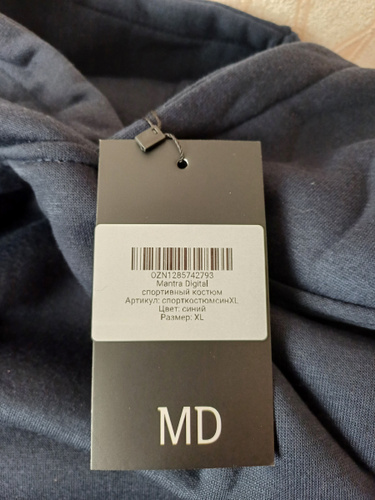 OZN1285742793
Mantra Digital
спортивный костюм
Артикул: спорткостюмсинXL
Цвет: синий
Размер: XL
MD